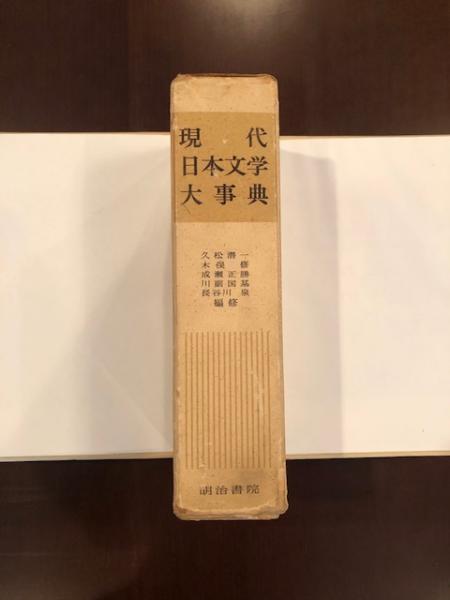 現代
日本文学
大事典
久松潜一
木俣修
成瀬正勝
川副国基
長谷川泉
編修
明治書院